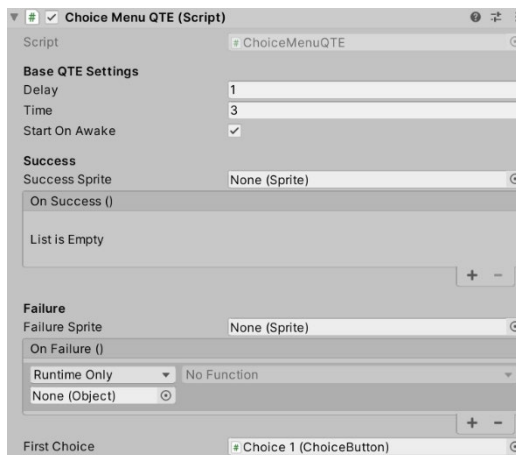 Choice Menu QTE (Script)
Script ChoiceMenuQTE
Base QTE Settings
Delay 1
Time 3
Start On Awake
Success
Success Sprite None (Sprite)
On Success ()
List is Empty
Failure
Failure Sprite None (Sprite)
On Failure ()
Runtime Only No Function
None (Object)
First Choice Choice 1 (ChoiceButton)